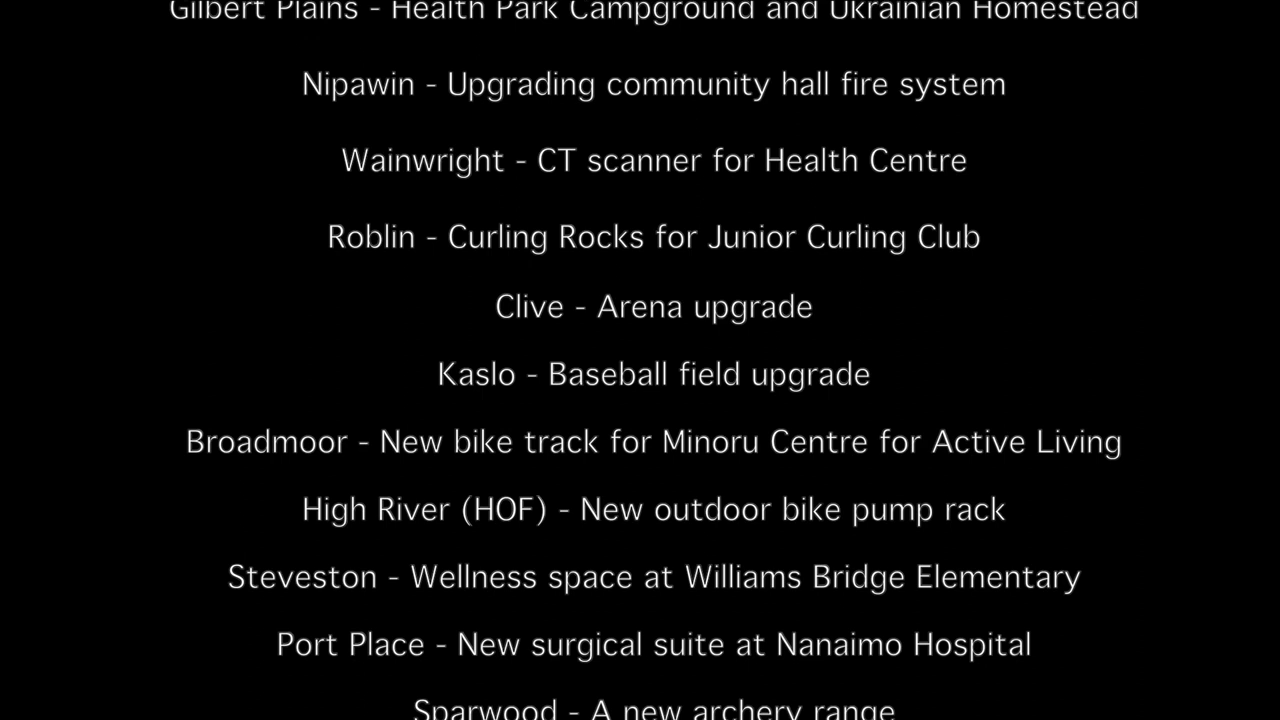 Gilbert Plains - Health Park Campground and Ukrainian Homestead
Nipawin - Upgrading community hall fire system
Wainwright - CT scanner for Health Centre
Roblin - Curling Rocks for Junior Curling Club
Clive - Arena upgrade
Kaslo - Baseball field upgrade
Broadmoor - New bike track for Minoru Centre for Active Living
High River (HOF) - New outdoor bike pump rack
Steveston - Wellness space at Williams Bridge Elementary
Port Place - New surgical suite at Nanaimo Hospital
Sparwood - A new archery range